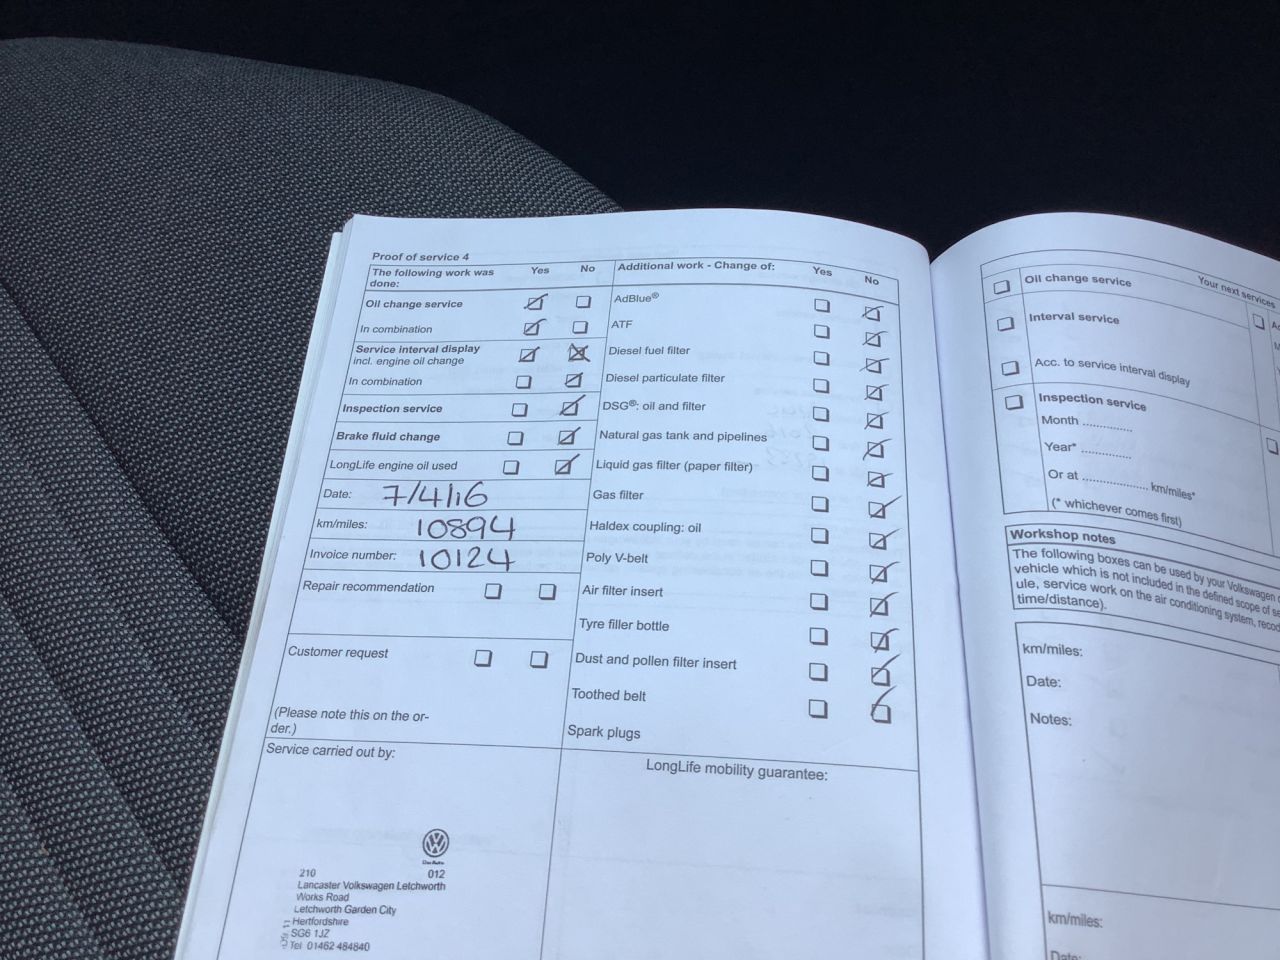 Proof of service 4
The following work was Yes No
done:
Oil change service
In combination
Service interval display
incl. engine oil change
In combination
Inspection service
Brake fluid change
LongLife engine oil used
Date: 7/4/16
km/miles: 10894
Invoice number: 10124
Repair recommendation
Customer request
(Please note this on the or-
der.)
Service carried out by:
Das Auto.
210 012
Lancaster Volkswagen Letchworth
Works Road
Letchworth Garden City
Hertfordshire
SG6 1JZ
Tel 01462 484840
Additional work - Change of: Yes No
AdBlue®
ATF
Diesel fuel filter
Diesel particulate filter
DSG®: oil and filter
Natural gas tank and pipelines
Liquid gas filter (paper filter)
Gas filter
Haldex coupling: oil
Poly V-belt
Air filter insert
Tyre filler bottle
Dust and pollen filter insert
Toothed belt
Spark plugs
LongLife mobility guarantee:
Your next services
Oil change service
Interval service
Acc. to service interval display
Inspection service
Month ..............
Year* ..............
Or at .................. km/miles*
(* whichever comes first)
Workshop notes
The following boxes can be used by your Volkswagen
vehicle which is not included in the defined scope of
ule, service work on the air conditioning system,
time/distance).
km/miles:
Date:
Notes:
km/miles:
Date: